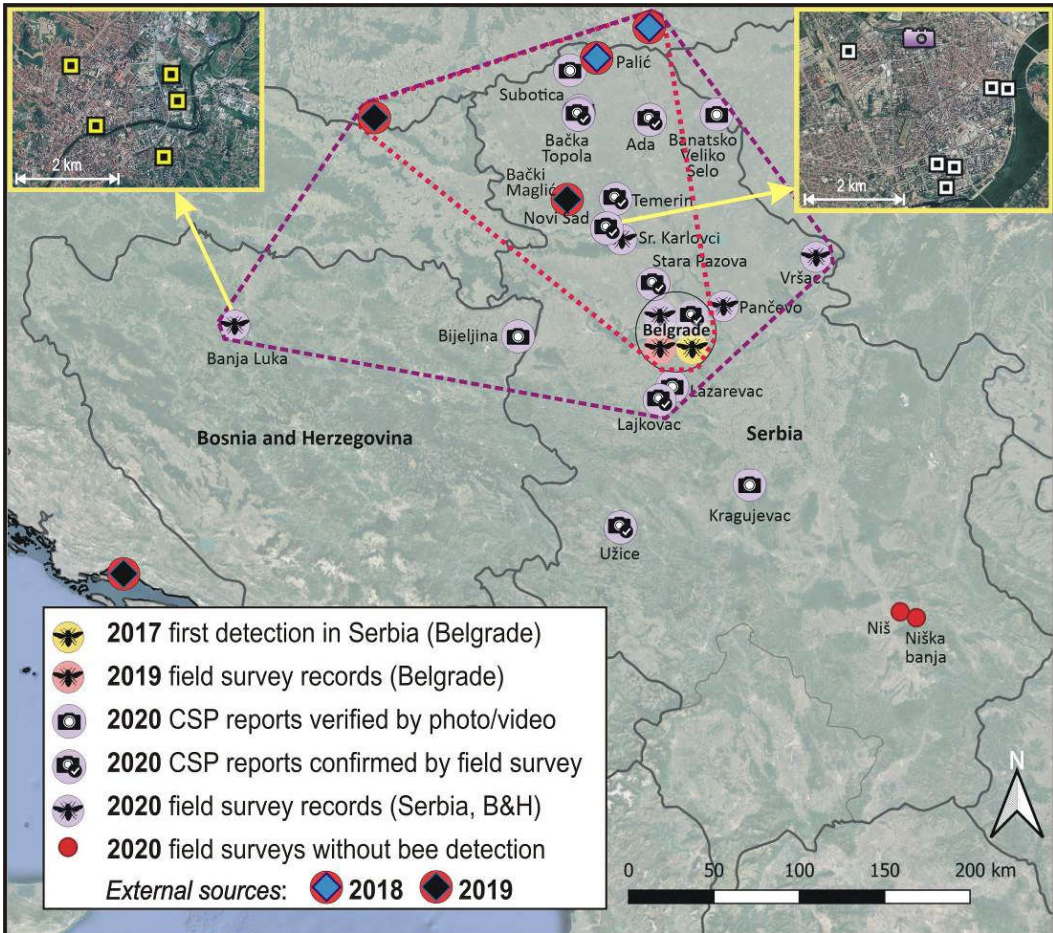 2 km
2 km
Palić
Subotica
Bačka
Topola
Ada
Banatsko
Veliko
Selo
Bački
Maglić
Temerin
Novi Sad
Sr. Karlovci
Stara Pazova
Vršac
Pančevo
Belgrade
Bijeljina
Banja Luka
Lazarevac
Lajkovac
Bosnia and Herzegovina
Serbia
Kragujevac
Užice
Niš
Niška
banja
2017 first detection in Serbia (Belgrade)
2019 field survey records (Belgrade)
2020 CSP reports verified by photo/video
2020 CSP reports confirmed by field survey
2020 field survey records (Serbia, B&H)
2020 field surveys without bee detection
External sources: 2018 2019
N
0 40 80 120 160 200 km